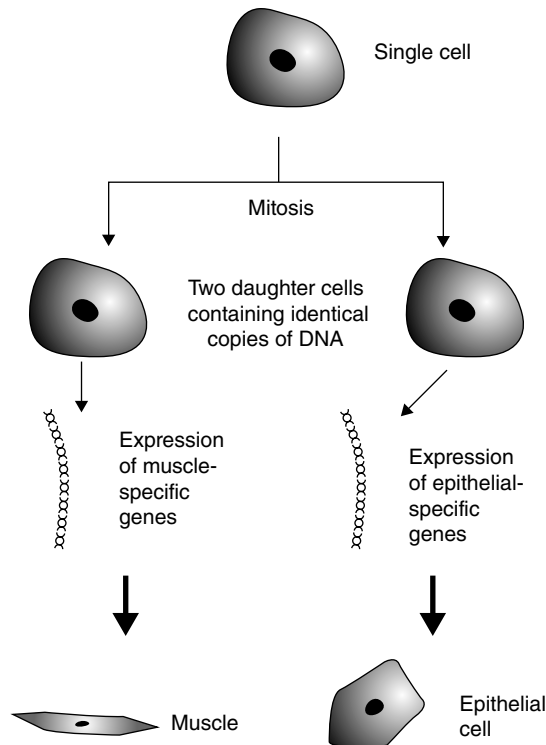 Single cell
Mitosis
Two daughter cells
containing identical
copies of DNA
Expression
of muscle-
specific
genes
Expression
of epithelial-
specific
genes
Muscle
Epithelial
cell